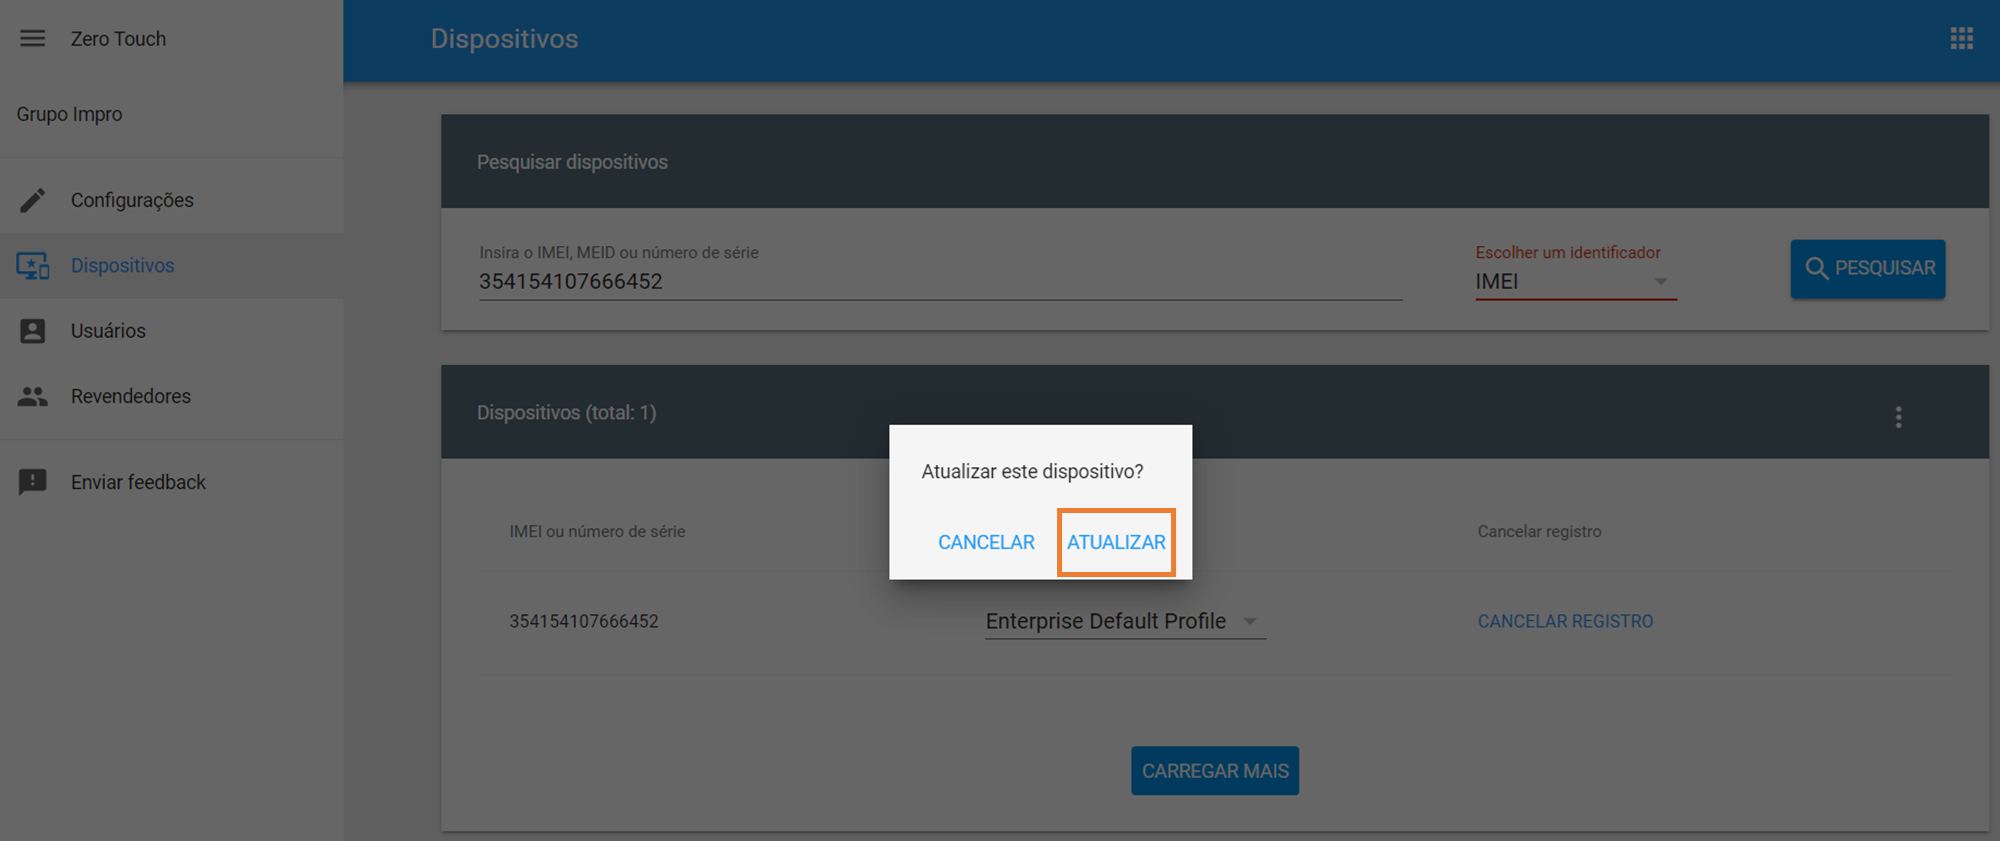 Zero Touch
Dispositivos
Grupo Impro
Configurações
Dispositivos
Usuários
Revendedores
Enviar feedback
Pesquisar dispositivos
Insira o IMEI, MEID ou número de série
354154107666452
Escolher um identificador
IMEI
PESQUISAR
Dispositivos (total: 1)
Atualizar este dispositivo?
CANCELAR ATUALIZAR
IMEI ou número de série
Cancelar registro
354154107666452
Enterprise Default Profile
CANCELAR REGISTRO
CARREGAR MAIS